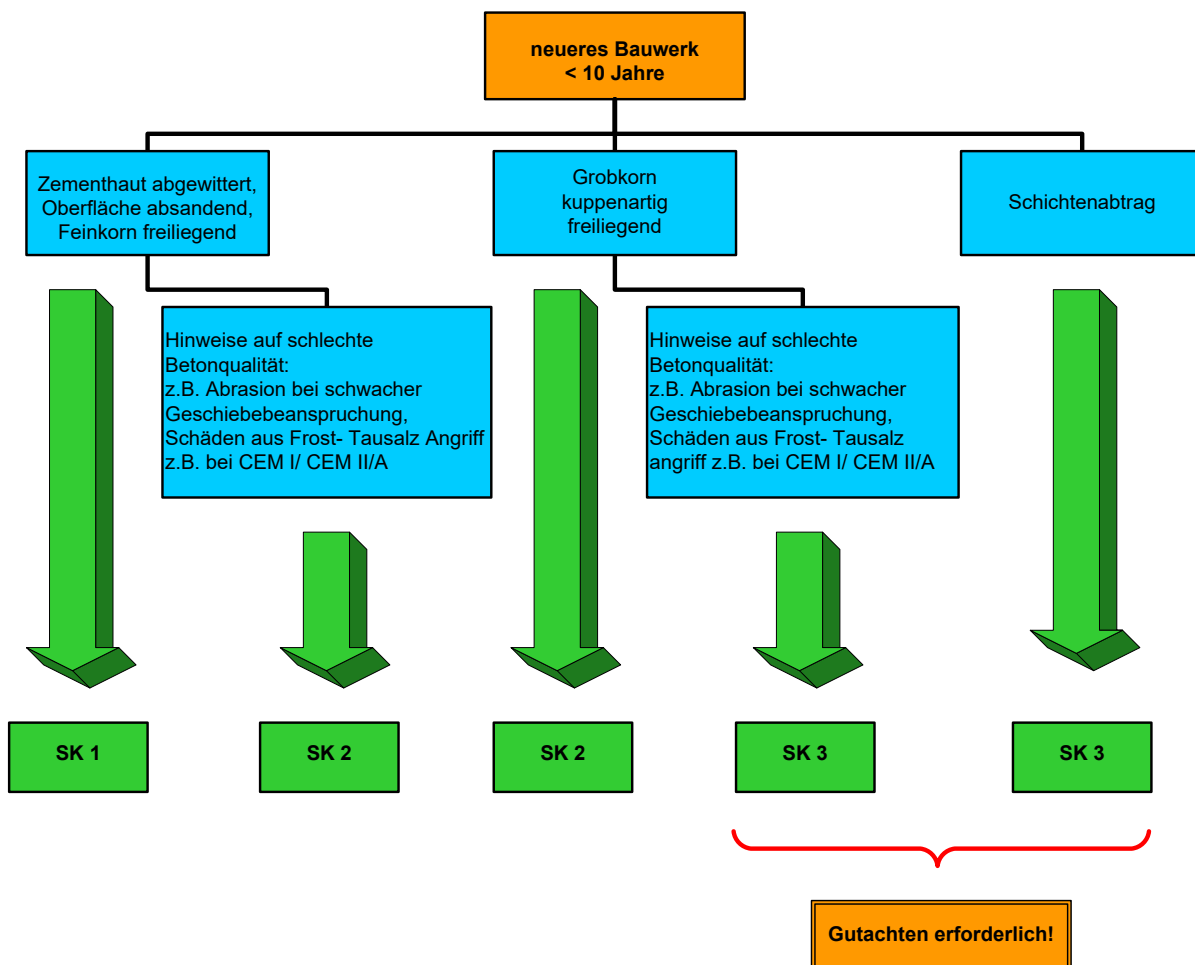 neueres Bauwerk
< 10 Jahre
Zementhaut abgewittert,
Oberfläche absandend,
Feinkorn freiliegend
Grobkorn
kuppenartig
freiliegend
Schichtenabtrag
Hinweise auf schlechte
Betonqualität:
z.B. Abrasion bei schwacher
Geschiebebeanspruchung,
Schäden aus Frost- Tausalz Angriff
z.B. bei CEM I/ CEM II/A
Hinweise auf schlechte
Betonqualität:
z.B. Abrasion bei schwacher
Geschiebebeanspruchung,
Schäden aus Frost- Tausalz
angriff z.B. bei CEM I/ CEM II/A
SK 1
SK 2
SK 2
SK 3
SK 3
Gutachten erforderlich!